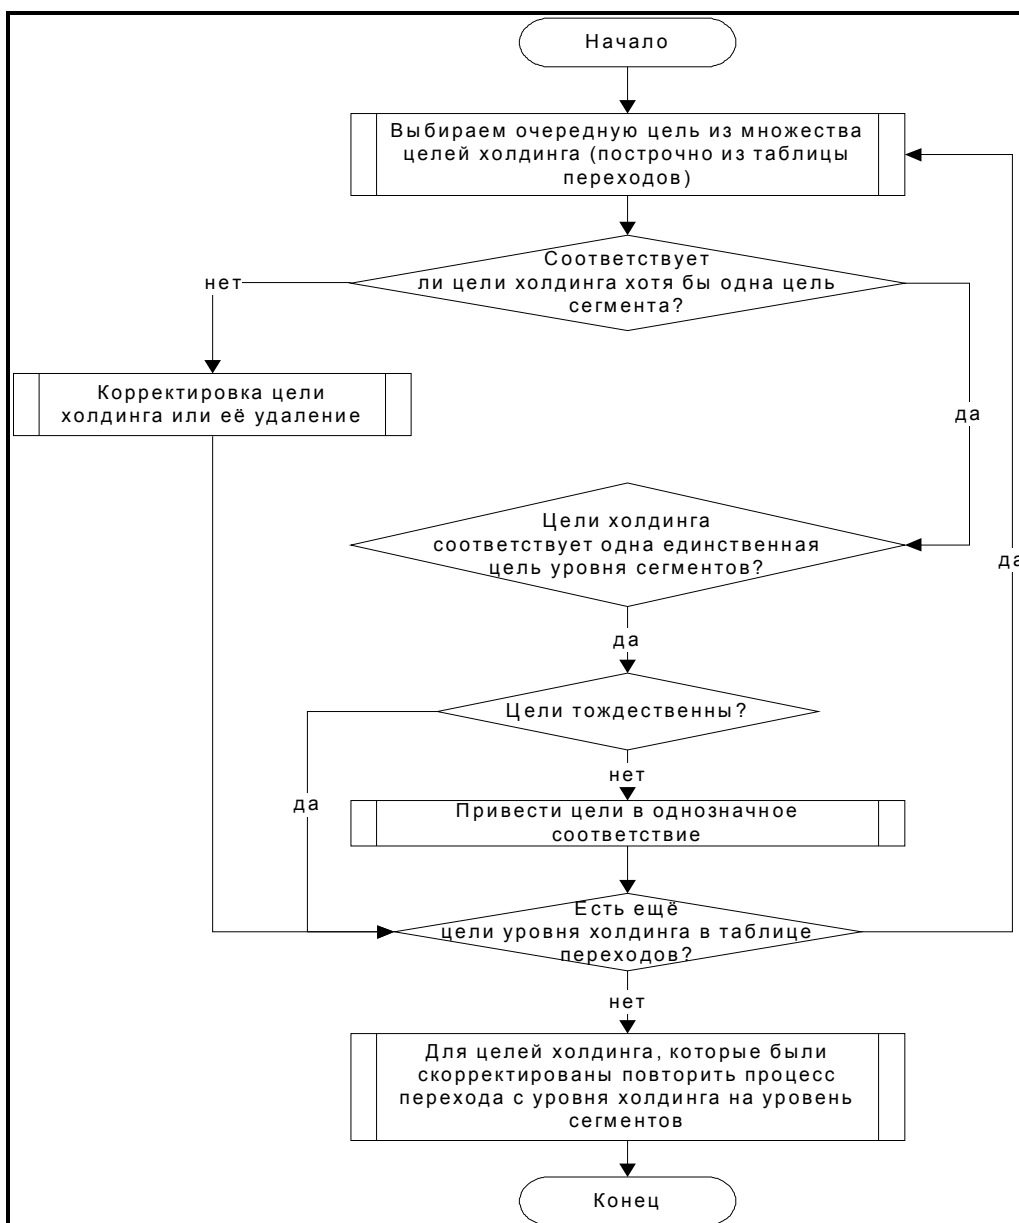 Начало
Выбираем очередную цель из множества
целей холдинга (построчно из таблицы
переходов)
Соответствует
ли цели холдинга хотя бы одна цель
сегмента?
нет
Корректировка цели
холдинга или её удаление
да
Цели холдинга
соответствует одна единственная
цель уровня сегментов?
да
да
Цели тождественны?
нет
да
Привести цели в однозначное
соответствие
Есть ещё
цели уровня холдинга в таблице
переходов?
нет
Для целей холдинга, которые были
скорректированы повторить процесс
перехода с уровня холдинга на уровень
сегментов
Конец